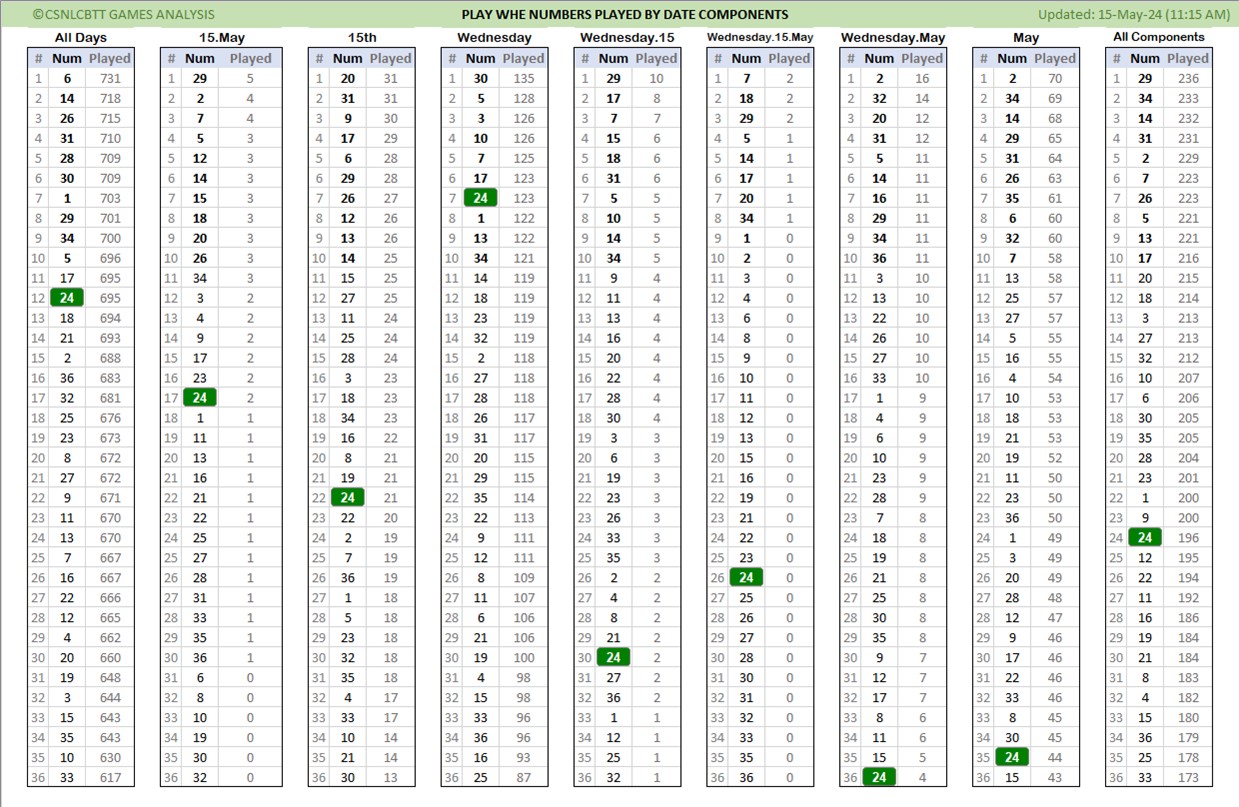 ©CSNLCBTT GAMES ANALYSIS PLAY WHE NUMBERS PLAYED BY DATE COMPONENTS Updated: 15-May-24 (11:15 AM)
All Days 15.May 15th Wednesday Wednesday.15 Wednesday.15.May Wednesday.May May All Components
# Num Played # Num Played # Num Played # Num Played # Num Played # Num Played # Num Played # Num Played # Num Played
1 6 731 1 29 5 1 20 31 1 30 135 1 29 10 1 7 2 1 2 16 1 2 70 1 29 236
2 14 718 2 2 4 2 31 31 2 5 128 2 17 8 2 18 2 2 32 14 2 34 69 2 34 233
3 26 715 3 7 4 3 9 30 3 3 126 3 7 7 3 29 2 3 20 12 3 14 68 3 14 232
4 31 710 4 5 3 4 17 29 4 10 126 4 15 6 4 5 1 4 31 12 4 29 65 4 31 231
5 28 709 5 12 3 5 6 28 5 7 125 5 18 6 5 14 1 5 5 11 5 31 64 5 2 229
6 30 709 6 14 3 6 29 28 6 17 123 6 31 6 6 17 1 6 14 11 6 26 63 6 7 223
7 1 703 7 15 3 7 26 27 7 24 123 7 5 5 7 20 1 7 16 11 7 35 61 7 26 223
8 29 701 8 18 3 8 12 26 8 1 122 8 10 5 8 34 1 8 29 11 8 6 60 8 5 221
9 34 700 9 20 3 9 13 26 9 13 122 9 14 5 9 1 0 9 34 11 9 32 60 9 13 221
10 5 696 10 26 3 10 14 25 10 34 121 10 34 5 10 2 0 10 36 11 10 7 58 10 17 216
11 17 695 11 34 3 11 15 25 11 14 119 11 9 4 11 3 0 11 3 10 11 13 58 11 20 215
12 24 695 12 3 2 12 27 25 12 18 119 12 11 4 12 4 0 12 13 10 12 25 57 12 18 214
13 18 694 13 4 2 13 11 24 13 23 119 13 13 4 13 6 0 13 22 10 13 27 57 13 3 213
14 21 693 14 9 2 14 25 24 14 32 119 14 16 4 14 8 0 14 26 10 14 5 55 14 27 213
15 2 688 15 17 2 15 28 24 15 2 118 15 20 4 15 9 0 15 27 10 15 16 55 15 32 212
16 36 683 16 23 2 16 3 23 16 27 118 16 22 4 16 10 0 16 33 10 16 4 54 16 10 207
17 32 681 17 24 2 17 18 23 17 28 118 17 28 4 17 11 0 17 1 9 17 10 53 17 6 206
18 25 676 18 1 1 18 34 23 18 26 117 18 30 4 18 12 0 18 4 9 18 18 53 18 30 205
19 23 673 19 11 1 19 16 22 19 31 117 19 3 3 19 13 0 19 6 9 19 21 53 19 35 205
20 8 672 20 13 1 20 8 21 20 20 115 20 6 3 20 15 0 20 10 9 20 19 52 20 28 204
21 27 672 21 16 1 21 19 21 21 29 115 21 19 3 21 16 0 21 23 9 21 11 50 21 23 201
22 9 671 22 21 1 22 24 21 22 35 114 22 23 3 22 19 0 22 28 9 22 23 50 22 1 200
23 11 670 23 22 1 23 22 20 23 22 113 23 26 3 23 21 0 23 7 8 23 36 50 23 9 200
24 13 670 24 25 1 24 2 19 24 9 111 24 33 3 24 22 0 24 18 8 24 1 49 24 24 196
25 7 667 25 27 1 25 7 19 25 12 111 25 35 3 25 23 0 25 19 8 25 3 49 25 12 195
26 16 667 26 28 1 26 36 19 26 8 109 26 2 2 26 24 0 26 21 8 26 20 49 26 22 194
27 22 666 27 31 1 27 1 18 27 11 107 27 4 2 27 25 0 27 25 8 27 28 48 27 11 192
28 12 665 28 33 1 28 5 18 28 6 106 28 8 2 28 26 0 28 30 8 28 12 47 28 16 186
29 4 662 29 35 1 29 23 18 29 21 106 29 21 2 29 27 0 29 35 8 29 9 46 29 19 184
30 20 660 30 36 1 30 32 18 30 19 100 30 24 2 30 28 0 30 9 7 30 17 46 30 21 184
31 19 648 31 6 0 31 35 18 31 4 98 31 27 2 31 30 0 31 12 7 31 22 46 31 8 183
32 3 644 32 8 0 32 4 17 32 15 98 32 36 2 32 31 0 32 17 7 32 33 46 32 4 182
33 15 643 33 10 0 33 33 17 33 33 96 33 1 1 33 32 0 33 8 6 33 8 45 33 15 180
34 35 643 34 19 0 34 10 14 34 36 96 34 12 1 34 33 0 34 11 6 34 30 45 34 36 179
35 10 630 35 30 0 35 21 14 35 16 93 35 25 1 35 35 0 35 15 5 35 24 44 35 25 178
36 33 617 36 32 0 36 30 13 36 25 87 36 32 1 36 36 0 36 24 4 36 15 43 36 33 173